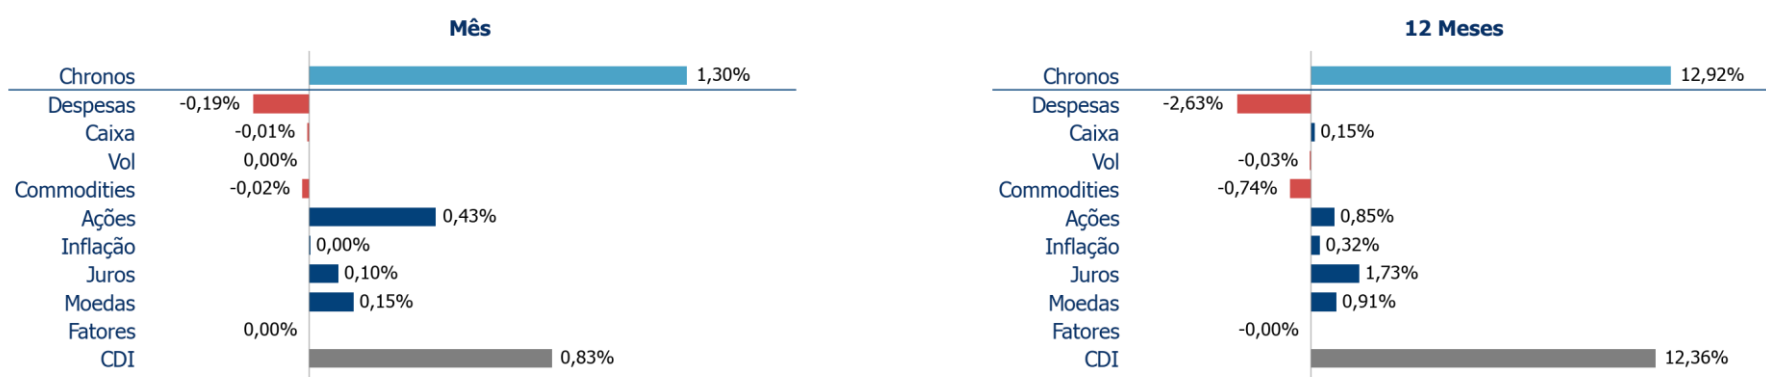 Mês
Chronos 1,30%
Despesas -0,19%
Caixa -0,01%
Vol 0,00%
Commodities -0,02%
Ações 0,43%
Inflação 0,00%
Juros 0,10%
Moedas 0,15%
Fatores 0,00%
CDI 0,83%
12 Meses
Chronos 12,92%
Despesas -2,63%
Caixa 0,15%
Vol -0,03%
Commodities -0,74%
Ações 0,85%
Inflação 0,32%
Juros 1,73%
Moedas 0,91%
Fatores -0,00%
CDI 12,36%